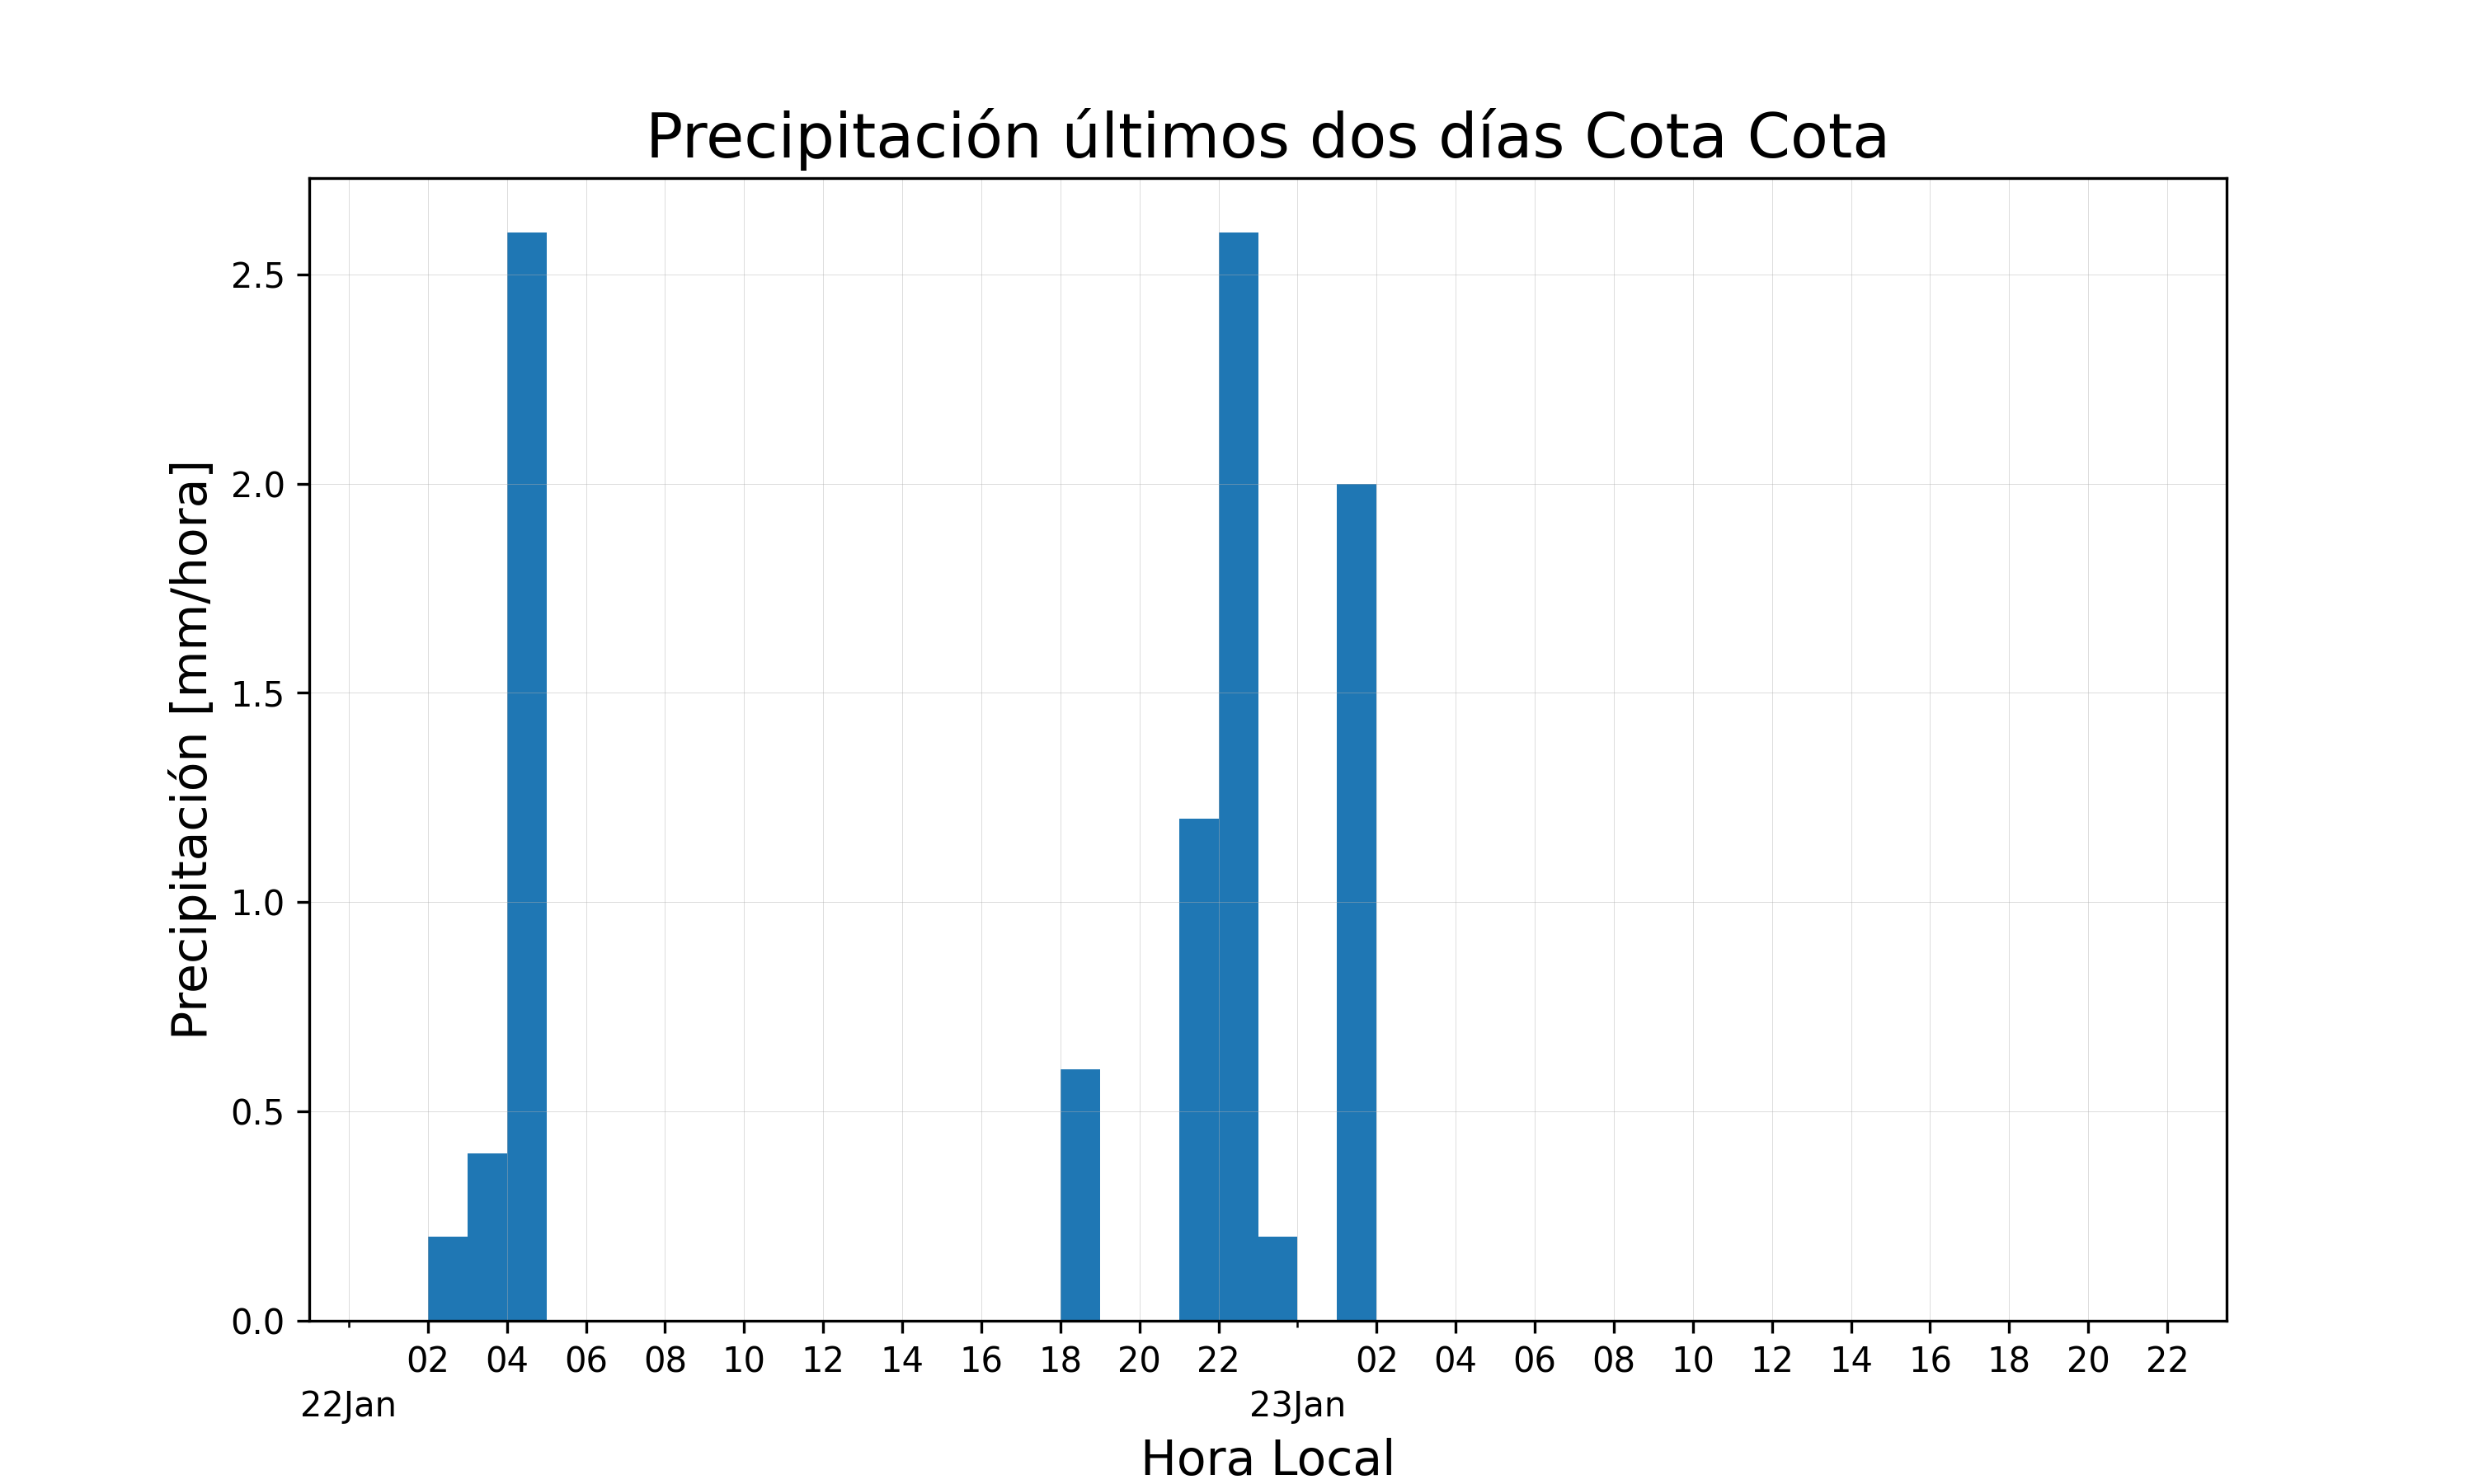 Precipitación últimos dos días Cota Cota
Precipitación [mm/hora]
2.5
2.0
1.5
1.0
0.5
0.0
02 04 06 08 10 12 14 16 18 20 22 02 04 06 08 10 12 14 16 18 20 22
22Jan 23Jan
Hora Local